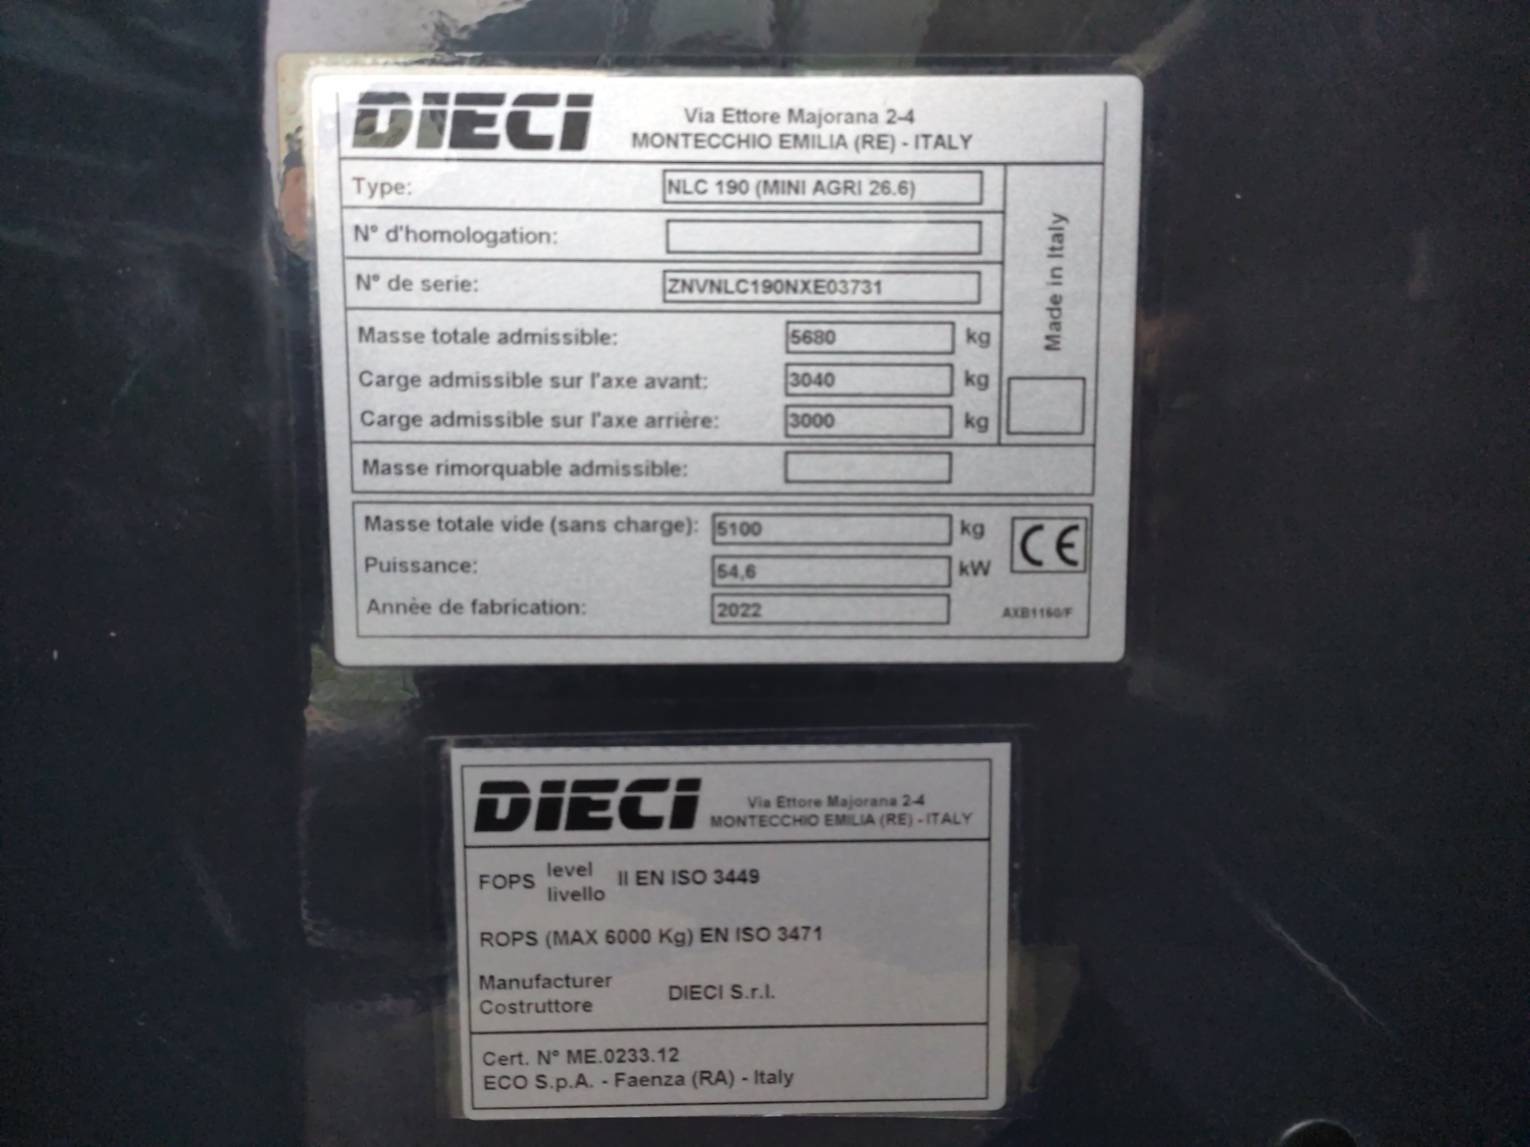 DIECI
Via Ettore Majorana 2-4
MONTECCHIO EMILIA (RE) - ITALY
Type: NLC 190 (MINI AGRI 26.6)
N° d'homologation:
N° de serie: ZNVNLC190NXE03731
Made in Italy
Masse totale admissible: 5680 kg
Carge admissible sur l'axe avant: 3040 kg
Carge admissible sur l'axe arrière: 3000 kg
Masse rimorquable admissible:
Masse totale vide (sans charge): 5100 kg
CE
Puissance: 54,6 kW
Annèe de fabrication: 2022
AXB1160/F
DIECI
Via Ettore Majorana 2-4
MONTECCHIO EMILIA (RE) - ITALY
FOPS level livello II EN ISO 3449
ROPS (MAX 6000 Kg) EN ISO 3471
Manufacturer
Costruttore
DIECI S.r.l.
Cert. N° ME.0233.12
ECO S.p.A. - Faenza (RA) - Italy